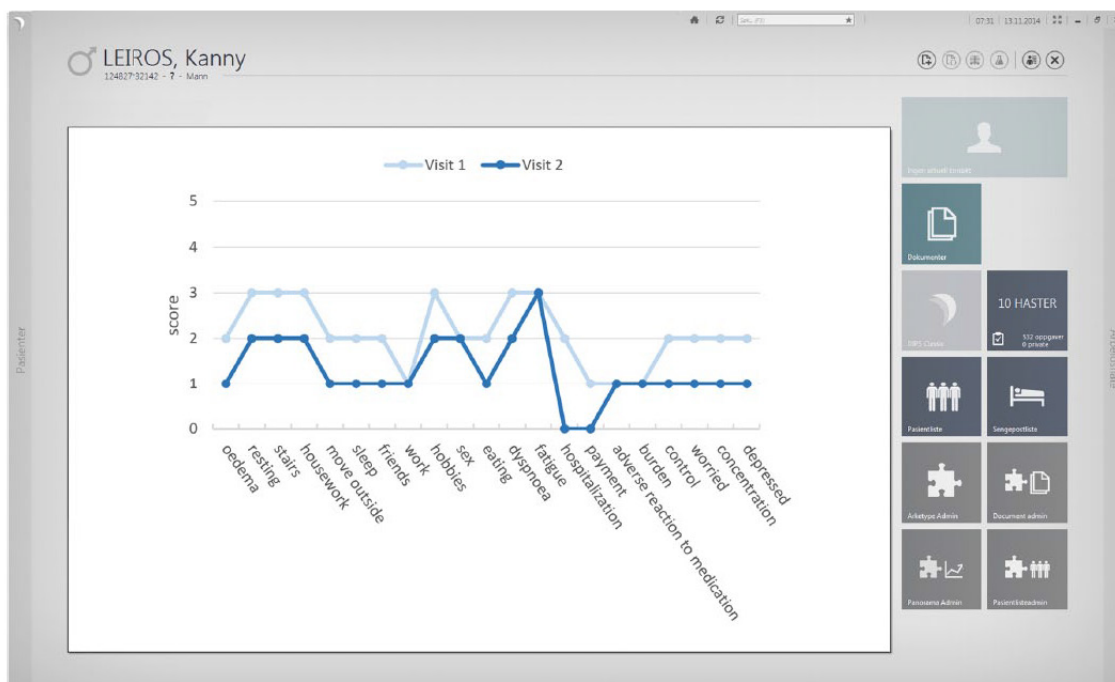 07:31 13.11.2014
LEIROS, Kanny
124827*32142 - ? - Mann
Pasienter
Visit 1 Visit 2
score
5
4
3
2
1
0
oedema
resting
stairs
housework
move outside
sleep
friends
work
hobbies
sex
eating
dyspnoea
fatigue
hospitalization
payment
adverse reaction to medication
burden
control
worried
concentration
depressed
Dokumenter
10 HASTER
532 oppgaver
0 private
DIPS Classic
Pasientliste
Sengepostliste
Arketype Admin
Document admin
Panorama Admin
Pasientlisteadmin